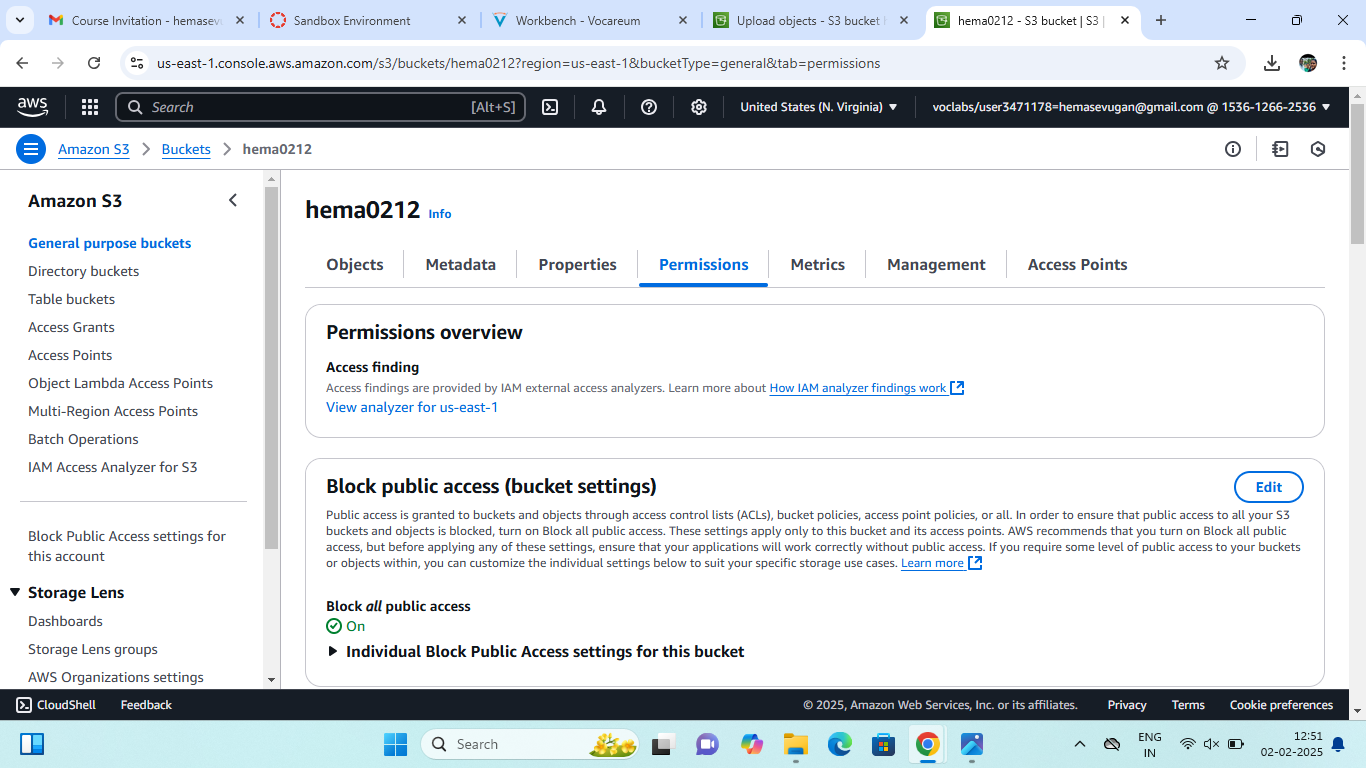 Course Invitation - hemasevu
Sandbox Environment
Workbench - Vocareum
Upload objects - S3 bucket
hema0212 - S3 bucket | S3 |
us-east-1.console.aws.amazon.com/s3/buckets/hema0212?region=us-east-1&bucketType=general&tab=permissions
aws
Search
[Alt+S]
United States (N. Virginia)
voclabs/user3471178=hemasevugan@gmail.com @ 1536-1266-2536
Amazon S3
Buckets
hema0212
Amazon S3
General purpose buckets
Directory buckets
Table buckets
Access Grants
Access Points
Object Lambda Access Points
Multi-Region Access Points
Batch Operations
IAM Access Analyzer for S3
Block Public Access settings for
this account
Storage Lens
Dashboards
Storage Lens groups
AWS Organizations settings
hema0212 Info
Objects
Metadata
Properties
Permissions
Metrics
Management
Access Points
Permissions overview
Access finding
Access findings are provided by IAM external access analyzers. Learn more about How IAM analyzer findings work
View analyzer for us-east-1
Block public access (bucket settings)
Edit
Public access is granted to buckets and objects through access control lists (ACLs), bucket policies, access point policies, or all. In order to ensure that public access to all your S3
buckets and objects is blocked, turn on Block all public access. These settings apply only to this bucket and its access points. AWS recommends that you turn on Block all public
access, but before applying any of these settings, ensure that your applications will work correctly without public access. If you require some level of public access to your buckets
or objects within, you can customize the individual settings below to suit your specific storage use cases. Learn more
Block all public access
On
Individual Block Public Access settings for this bucket
CloudShell
Feedback
© 2025, Amazon Web Services, Inc. or its affiliates.
Privacy
Terms
Cookie preferences
Search
ENG
IN
12:51
02-02-2025